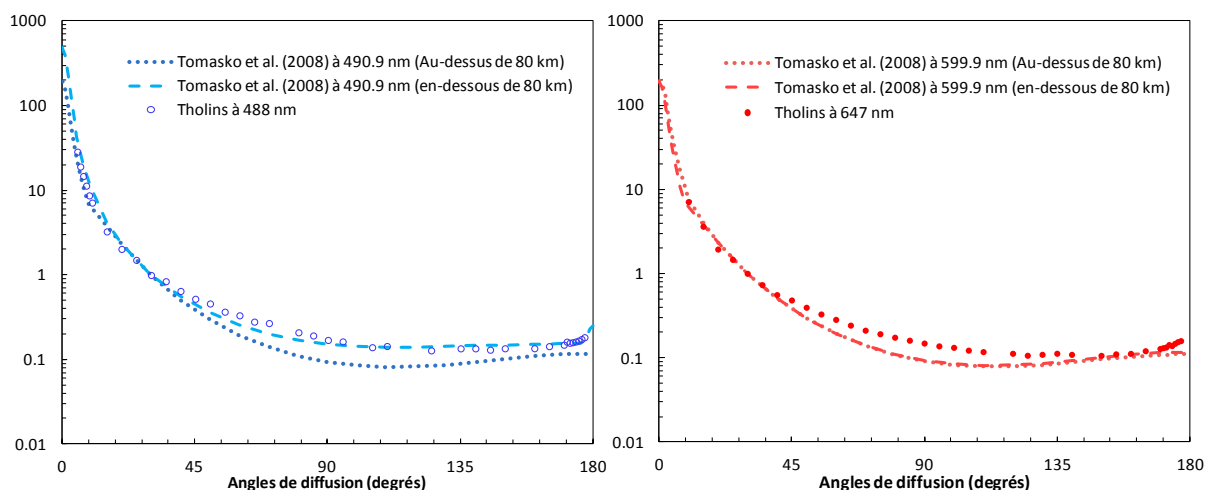 1000
100
10
1
0.1
0.01
0
45
90
135
180
Angles de diffusion (degrés)
Tomasko et al. (2008) à 490.9 nm (Au-dessus de 80 km)
Tomasko et al. (2008) à 490.9 nm (en-dessous de 80 km)
Tholins à 488 nm
1000
100
10
1
0.1
0.01
0
45
90
135
180
Angles de diffusion (degrés)
Tomasko et al. (2008) à 599.9 nm (Au-dessus de 80 km)
Tomasko et al. (2008) à 599.9 nm (en-dessous de 80 km)
Tholins à 647 nm